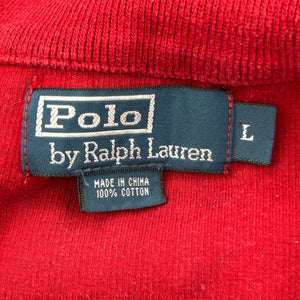 Polo
by Ralph Lauren
L
MADE IN CHINA
100% COTTON